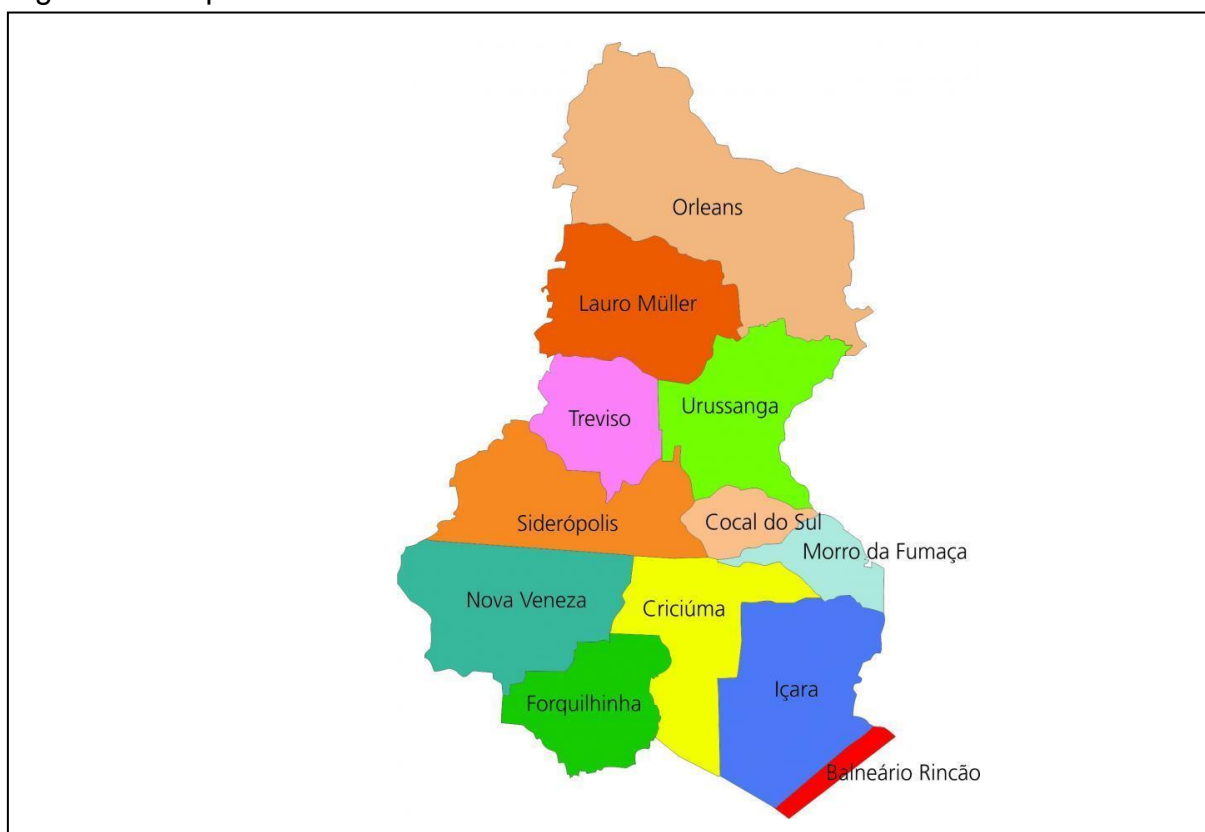 Orleans
Lauro Müller
Treviso
Urussanga
Siderópolis
Cocal do Sul
Morro da Fumaça
Nova Veneza
Criciúma
Forquilhinha
Içara
Balneário Rincão